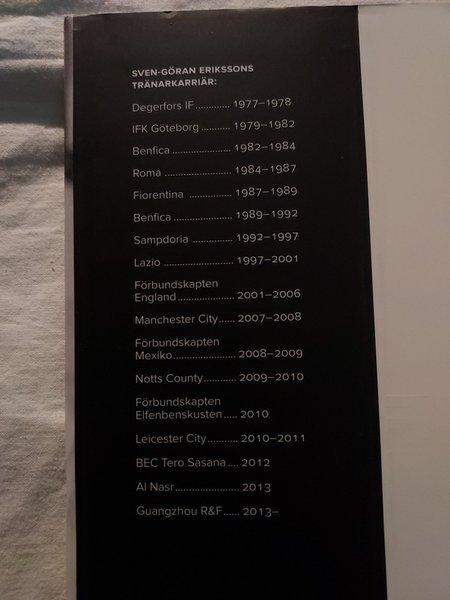 SVEN-GÖRAN ERIKSSONS
TRÄNARKARRIÄR:
Degerfors IF ............. 1977–1978
IFK Göteborg ........... 1979–1982
Benfica ...................... 1982–1984
Roma ......................... 1984–1987
Fiorentina ................ 1987–1989
Benfica ...................... 1989–1992
Sampdoria ............... 1992–1997
Lazio .......................... 1997–2001
Förbundskapten
England ..................... 2001–2006
Manchester City ...... 2007–2008
Förbundskapten
Mexiko ....................... 2008–2009
Notts County ............ 2009–2010
Förbundskapten
Elfenbenskusten ..... 2010
Leicester City ........... 2010–2011
BEC Tero Sasana .... 2012
Al Nasr ........................ 2013
Guangzhou R&F ...... 2013–